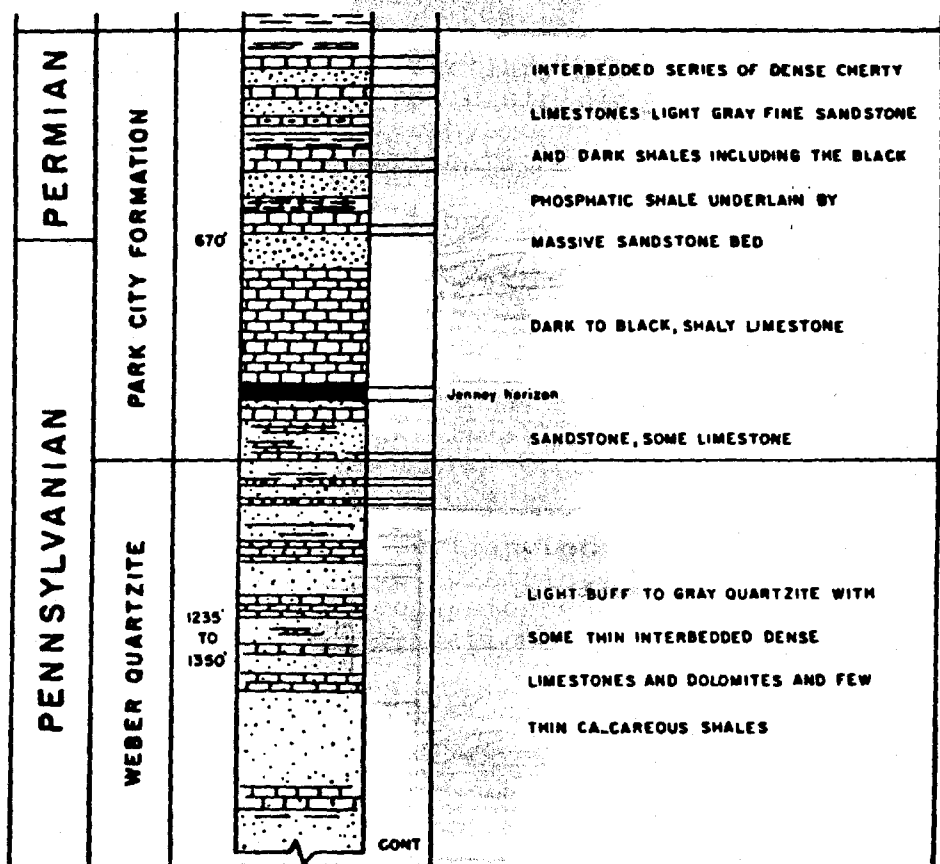 PERMIAN
PENNSYLVANIAN
PARK CITY FORMATION
WEBER QUARTZITE
670'
1235'
TO
1350'
INTERBEDDED SERIES OF DENSE CHERTY
LIMESTONES LIGHT GRAY FINE SANDSTONE
AND DARK SHALES INCLUDING THE BLACK
PHOSPHATIC SHALE UNDERLAIN BY
MASSIVE SANDSTONE BED
DARK TO BLACK, SHALY LIMESTONE
Jenney horizon
SANDSTONE, SOME LIMESTONE
LIGHT BUFF TO GRAY QUARTZITE WITH
SOME THIN INTERBEDDED DENSE
LIMESTONES AND DOLOMITES AND FEW
THIN CALCAREOUS SHALES
CONT